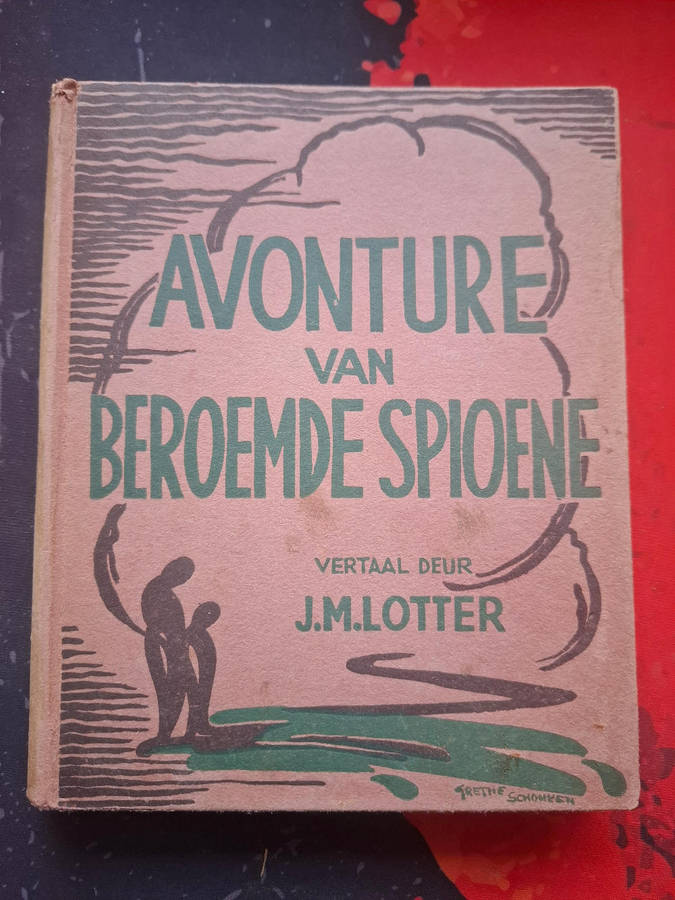 AVONTURE
VAN
BEROEMDE SPIOENE
VERTAAL DEUR
J.M.LOTTER
GRETHE
SCHONKEN